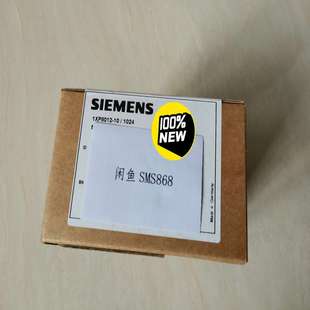 SIEMENS
1XP8012-10 / 1024
100%
NEW
闲鱼 SMS868
Made in Germany